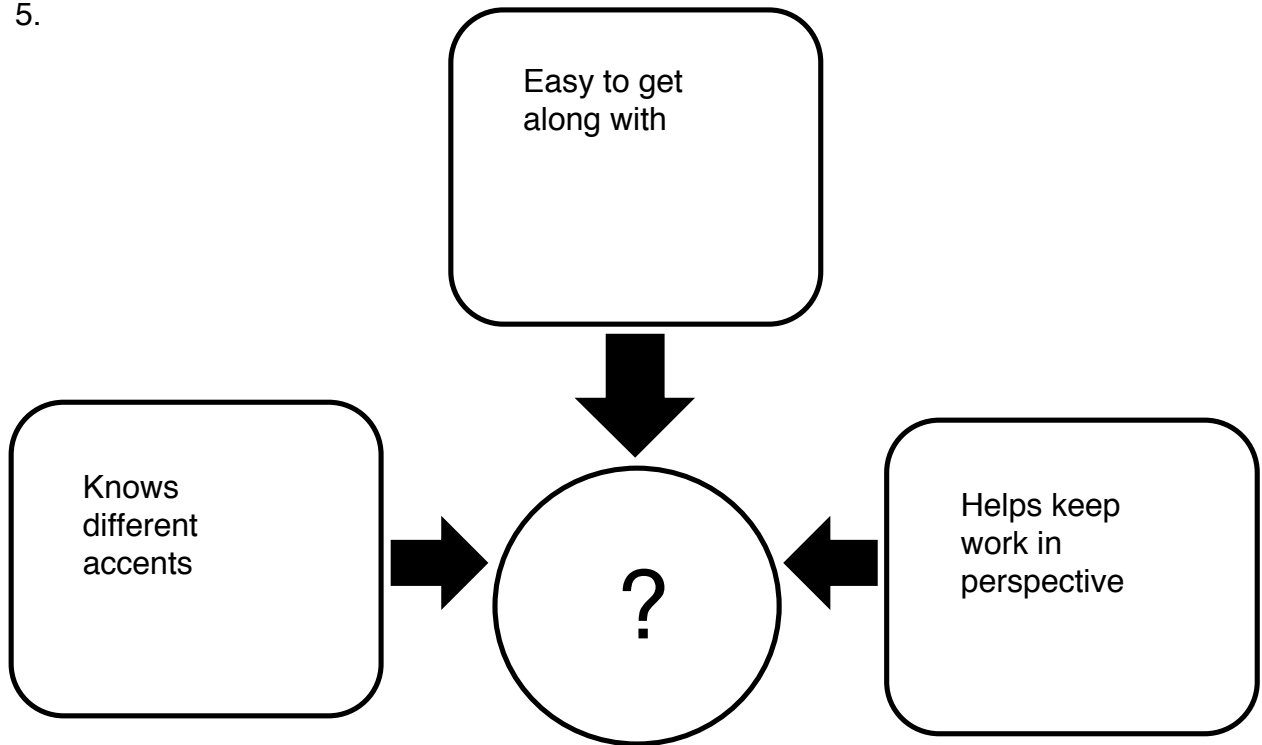 5.
Easy to get
along with
Knows
different
accents
Helps keep
work in
perspective
?